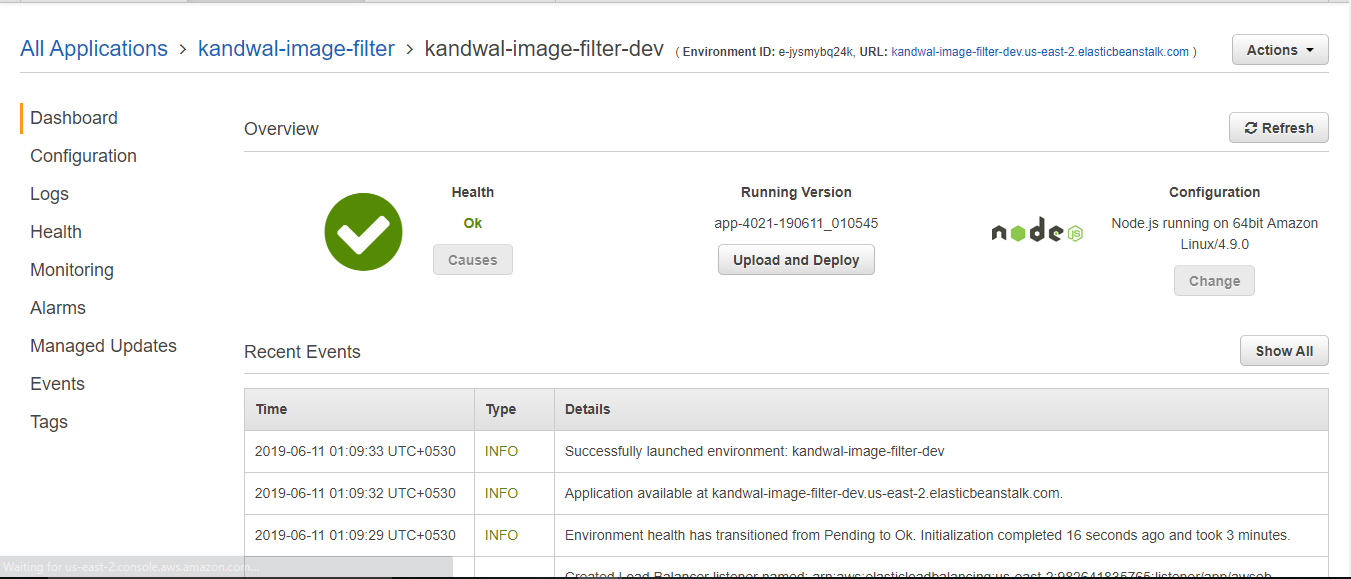 All Applications > kandwal-image-filter > kandwal-image-filter-dev ( Environment ID: e-jysmybq24k, URL: kandwal-image-filter-dev.us-east-2.elasticbeanstalk.com )
Actions
Dashboard
Configuration
Logs
Health
Monitoring
Alarms
Managed Updates
Events
Tags
Overview
Refresh
Health
Ok
Causes
Running Version
app-4021-190611_010545
Upload and Deploy
node
JS
Configuration
Node.js running on 64bit Amazon
Linux/4.9.0
Change
Recent Events
Show All
Time Type Details
2019-06-11 01:09:33 UTC+0530 INFO Successfully launched environment: kandwal-image-filter-dev
2019-06-11 01:09:32 UTC+0530 INFO Application available at kandwal-image-filter-dev.us-east-2.elasticbeanstalk.com.
2019-06-11 01:09:29 UTC+0530 INFO Environment health has transitioned from Pending to Ok. Initialization completed 16 seconds ago and took 3 minutes.
Created Load Balancer listener named: arn:aws:elasticloadbalancing:us-east-2:982641835765:listener/app/awseb
Waiting for us-east-2.console.aws.amazon.com...